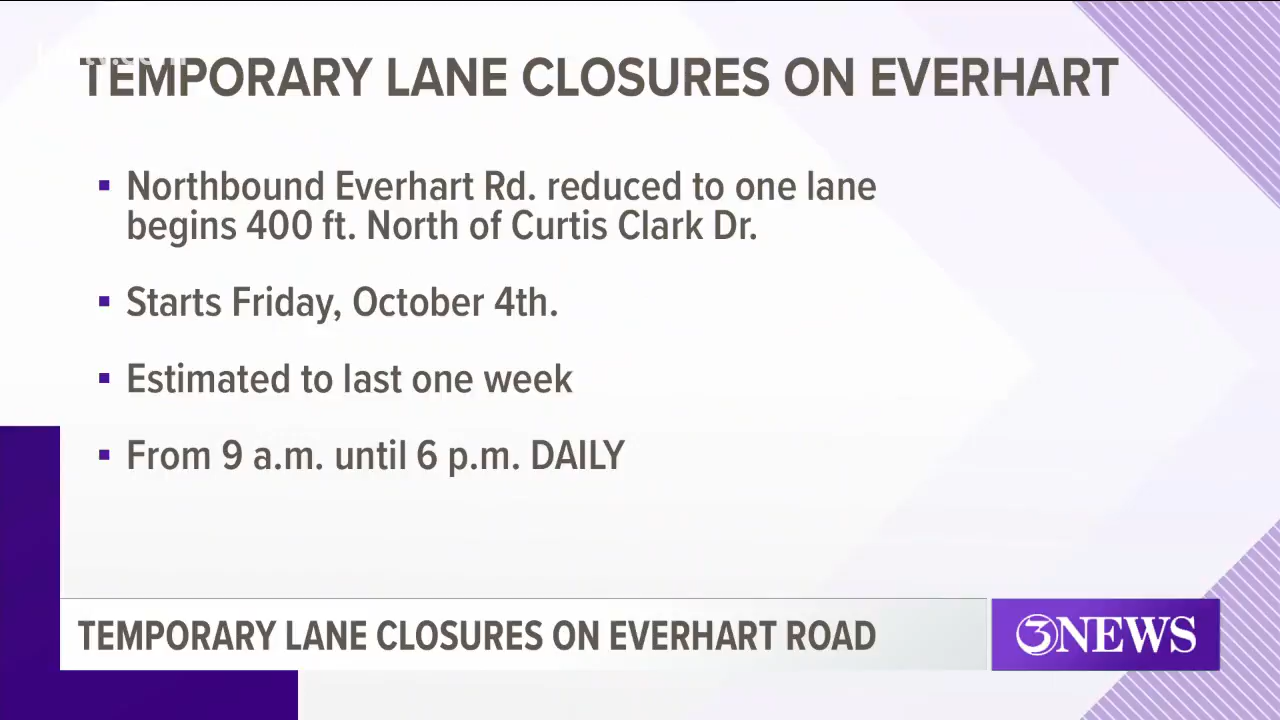 TEMPORARY LANE CLOSURES ON EVERHART
▪ Northbound Everhart Rd. reduced to one lane
begins 400 ft. North of Curtis Clark Dr.
▪ Starts Friday, October 4th.
▪ Estimated to last one week
▪ From 9 a.m. until 6 p.m. DAILY
TEMPORARY LANE CLOSURES ON EVERHART ROAD
3NEWS